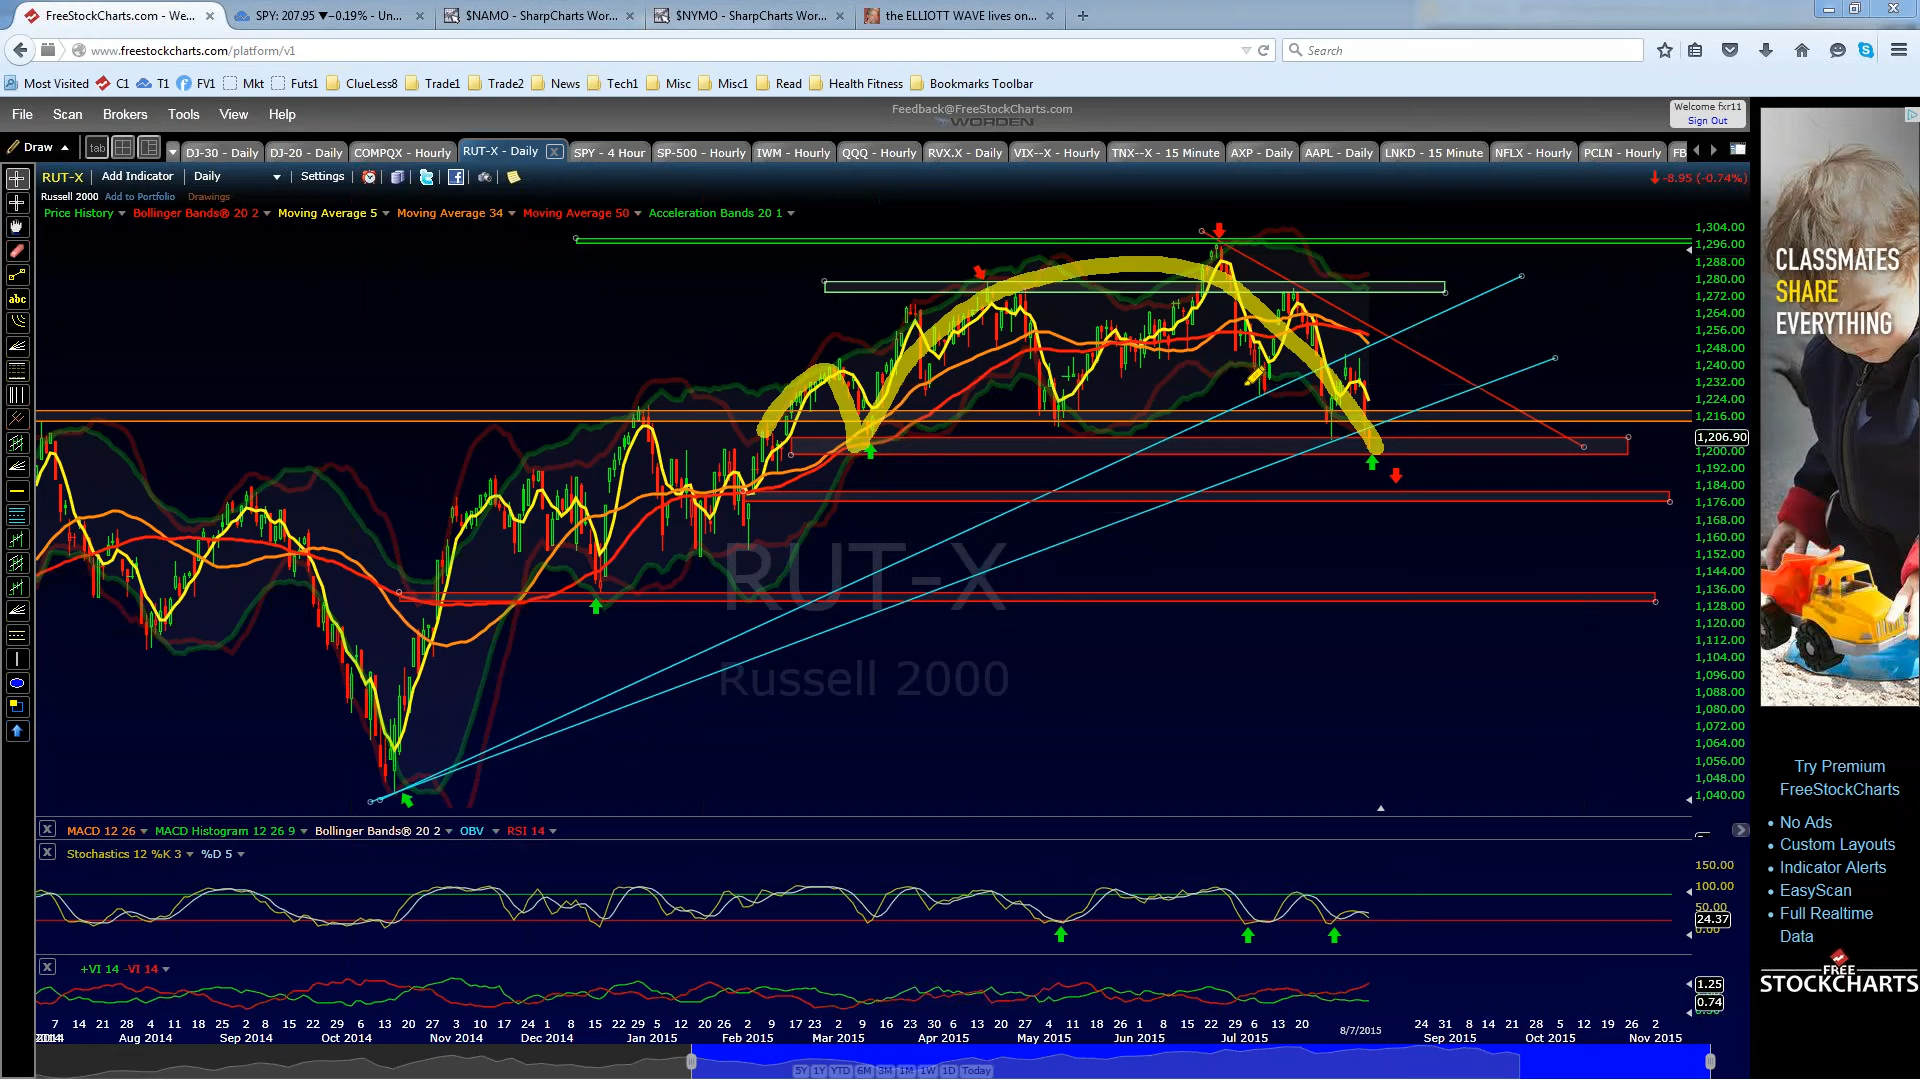 FreeStockCharts.com - We...
SPY: 207.95 ▼−0.19% - Un...
$NAMO - SharpCharts Wor...
$NYMO - SharpCharts Wor...
the ELLIOTT WAVE lives on...
www.freestockcharts.com/platform/v1
Search
Most Visited C1 T1 FV1 Mkt Futs1 ClueLess8 Trade1 Trade2 News Tech1 Misc Misc1 Read Health Fitness Bookmarks Toolbar
File Scan Brokers Tools View Help
Feedback@FreeStockCharts.com
WORDEN
Welcome fxr11
Sign Out
Draw tab DJ-30 - Daily DJ-20 - Daily COMPQX - Hourly RUT-X - Daily SPY - 4 Hour SP-500 - Hourly IWM - Hourly QQQ - Hourly RVX.X - Daily VIX--X - Hourly TNX--X - 15 Minute AXP - Daily AAPL - Daily LNKD - 15 Minute NFLX - Hourly PCLN - Hourly FB
RUT-X Add Indicator Daily Settings -8.95 (-0.74%)
Russell 2000 Add to Portfolio Drawings
Price History Bollinger Bands® 20 2 Moving Average 5 Moving Average 34 Moving Average 50 Acceleration Bands 20 1
abc
1,304.00
1,296.00
1,288.00
1,280.00
1,272.00
1,264.00
1,256.00
1,248.00
1,240.00
1,232.00
1,224.00
1,216.00
1,206.90
1,200.00
1,192.00
1,184.00
1,176.00
1,168.00
1,160.00
1,152.00
1,144.00
1,136.00
1,128.00
1,120.00
1,112.00
1,104.00
1,096.00
1,088.00
1,080.00
1,072.00
1,064.00
1,056.00
1,048.00
1,040.00
RUT-X
Russell 2000
MACD 12 26 MACD Histogram 12 26 9 Bollinger Bands® 20 2 OBV RSI 14
Stochastics 12 %K 3 %D 5
150.00
100.00
50.00
24.37
0.00
+VI 14 -VI 14
1.25
0.74
7 14 21 28 4 11 18 25 2 8 15 22 29 6 13 20 27 3 10 17 24 1 8 15 22 29 5 12 20 26 2 9 17 23 2 9 16 23 30 6 13 20 27 4 11 18 26 1 8 15 22 29 6 13 20 8/7/2015 24 31 8 14 21 5 12 19 26 2
2014 Aug 2014 Sep 2014 Oct 2014 Nov 2014 Dec 2014 Jan 2015 Feb 2015 Mar 2015 Apr 2015 May 2015 Jun 2015 Jul 2015 Sep 2015 Oct 2015 Nov 2015
5Y 1Y YTD 6M 3M 1M 1W 1D Today
CLASSMATES
SHARE
EVERYTHING
Try Premium
FreeStockCharts
• No Ads
• Custom Layouts
• Indicator Alerts
• EasyScan
• Full Realtime
Data
FREE
STOCKCHARTS